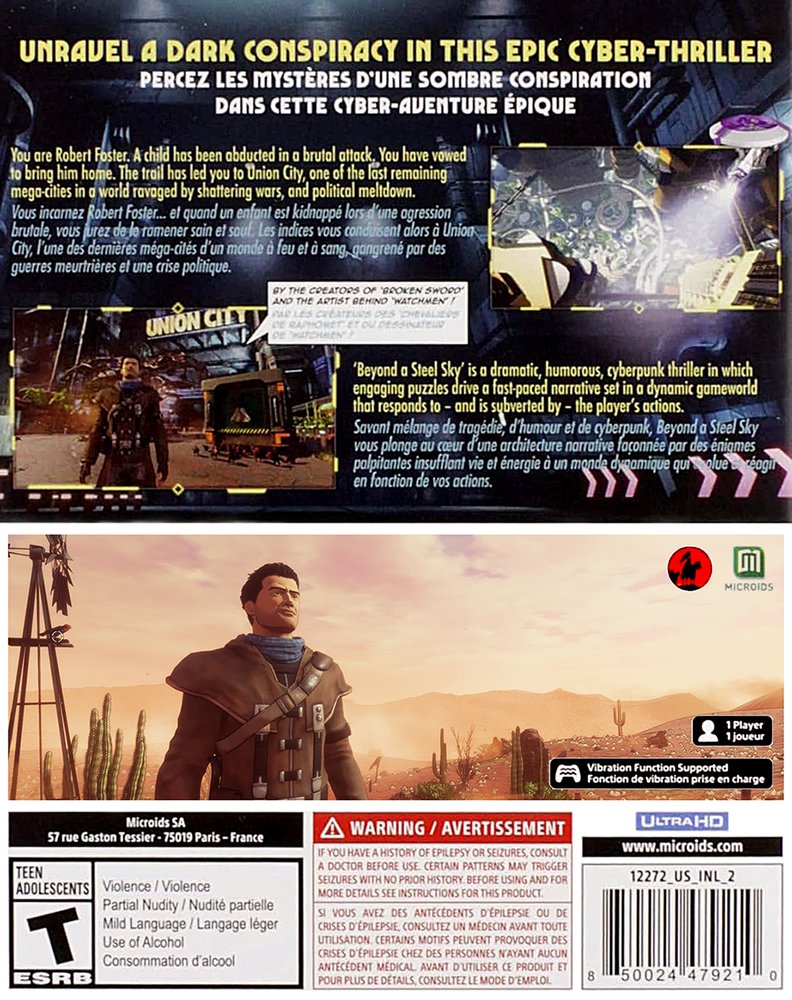 UNRAVEL A DARK CONSPIRACY IN THIS EPIC CYBER-THRILLER
PERCEZ LES MYSTÈRES D'UNE SOMBRE CONSPIRATION
DANS CETTE CYBER-AVENTURE ÉPIQUE
You are Robert Foster. A child has been abducted in a brutal attack. You have vowed
to bring him home. The trail has led you to Union City, one of the last remaining
mega-cities in a world ravaged by shattering wars, and political meltdown.
Vous incarnez Robert Foster... et quand un enfant est kidnappé lors d'une agression
brutale, vous jurez de le ramener sain et sauf. Les indices vous conduisent alors à Union
City, l'une des dernières méga-cités d'un monde à feu et à sang, gangrené par des
guerres meurtrières et une crise politique.
BY THE CREATORS OF 'BROKEN SWORD'
AND THE ARTIST BEHIND 'WATCHMEN' !
PAR LES CRÉATEURS DES 'CHEVALIERS
DE BAPHOMET' ET DU DESSINATEUR
DE 'WATCHMEN' !
UNION CITY
'Beyond a Steel Sky' is a dramatic, humorous, cyberpunk thriller in which
engaging puzzles drive a fast-paced narrative set in a dynamic gameworld
that responds to – and is subverted by – the player's actions.
Savant mélange de tragédie, d'humour et de cyberpunk, Beyond a Steel Sky
vous plonge au cœur d'une architecture narrative façonnée par des énigmes
palpitantes insufflant vie et énergie à un monde dynamique qui évolue et réagit
en fonction de vos actions.
MICROIDS
1 Player
1 joueur
Vibration Function Supported
Fonction de vibration prise en charge
Microids SA
57 rue Gaston Tessier - 75019 Paris – France
TEEN
ADOLESCENTS
T
ESRB
Violence / Violence
Partial Nudity / Nudité partielle
Mild Language / Langage léger
Use of Alcohol
Consommation d'alcool
WARNING / AVERTISSEMENT
IF YOU HAVE A HISTORY OF EPILEPSY OR SEIZURES, CONSULT
A DOCTOR BEFORE USE. CERTAIN PATTERNS MAY TRIGGER
SEIZURES WITH NO PRIOR HISTORY. BEFORE USING AND FOR
MORE DETAILS SEE INSTRUCTIONS FOR THIS PRODUCT.
SI VOUS AVEZ DES ANTÉCÉDENTS D'ÉPILEPSIE OU DE
CRISES D'ÉPILEPSIE, CONSULTEZ UN MÉDECIN AVANT TOUTE
UTILISATION. CERTAINS MOTIFS PEUVENT PROVOQUER DES
CRISES D'ÉPILEPSIE CHEZ DES PERSONNES N'AYANT AUCUN
ANTÉCÉDENT MÉDICAL. AVANT D'UTILISER CE PRODUIT ET
POUR PLUS DE DÉTAILS, CONSULTEZ LE MODE D'EMPLOI.
ULTRA HD
www.microids.com
12272_US_INL_2
8 50024 47921 0